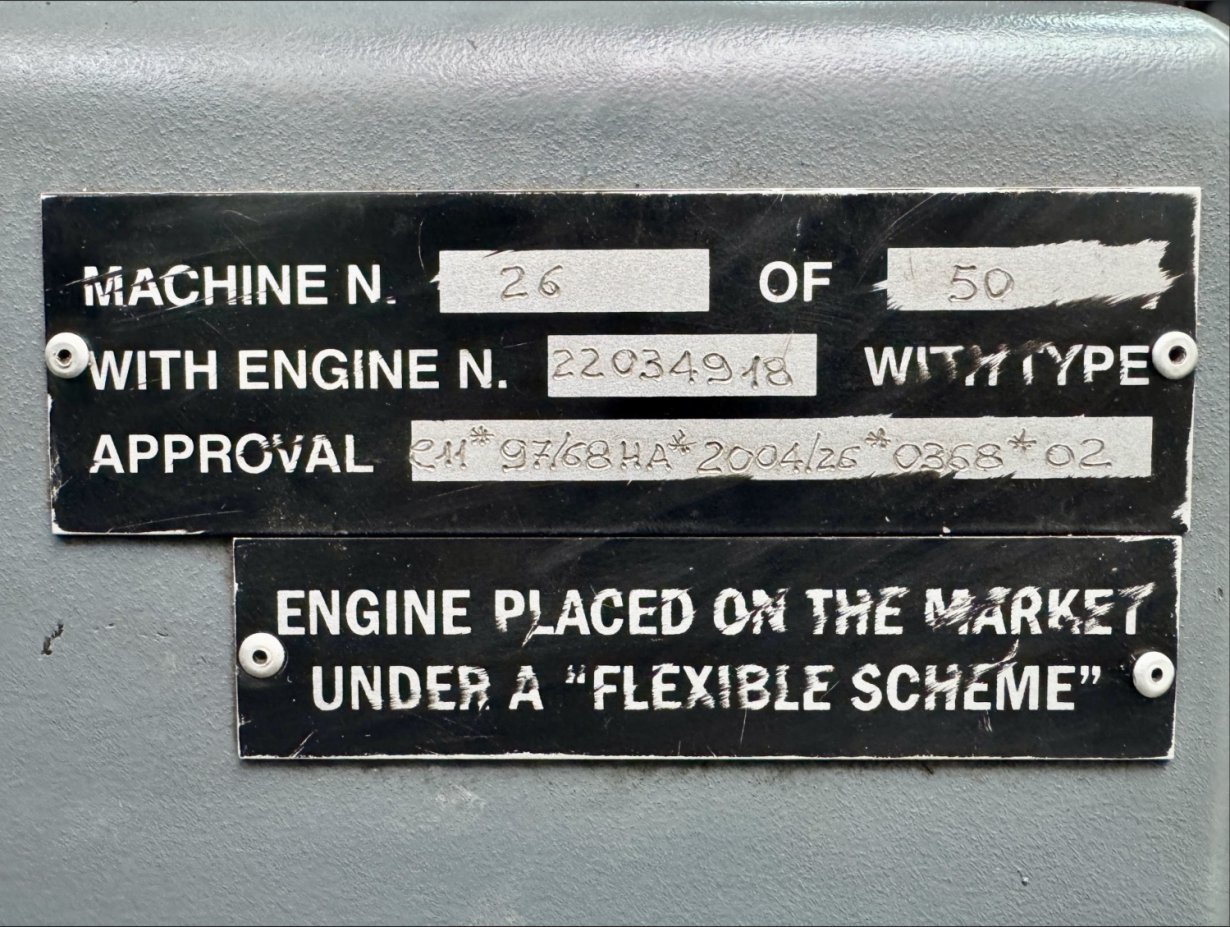 MACHINE N. 26 OF 50
WITH ENGINE N. 22034918 WITH TYPE
APPROVAL e11*97/68HA*2004/26*0368*02
ENGINE PLACED ON THE MARKET
UNDER A “FLEXIBLE SCHEME”